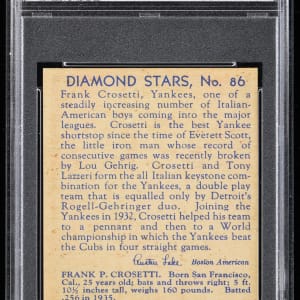 DIAMOND STARS, No. 86
Frank Crosetti, Yankees, one of a
steadily increasing number of Italian-
American boys coming into the major
leagues. Crosetti is the best Yankee
shortstop since the time of Everett Scott,
the little iron man whose record of
consecutive games was recently broken
by Lou Gehrig. Crosetti and Tony
Lazzeri form the all Italian keystone com-
bination for the Yankees, a double play
team that is equalled only by Detroit's
Rogell-Gehringer duo. Joining the
Yankees in 1932, Crosetti helped his team
to a pennant and then to a World
championship in which the Yankees beat
the Cubs in four straight games.
Austin Lake Boston American
FRANK P. CROSETTI. Born San Francisco,
Cal., 25 years old; bats and throws right; 5 ft.
10½ inches tall, weighs 160 pounds. Batted
.256 in 1935.